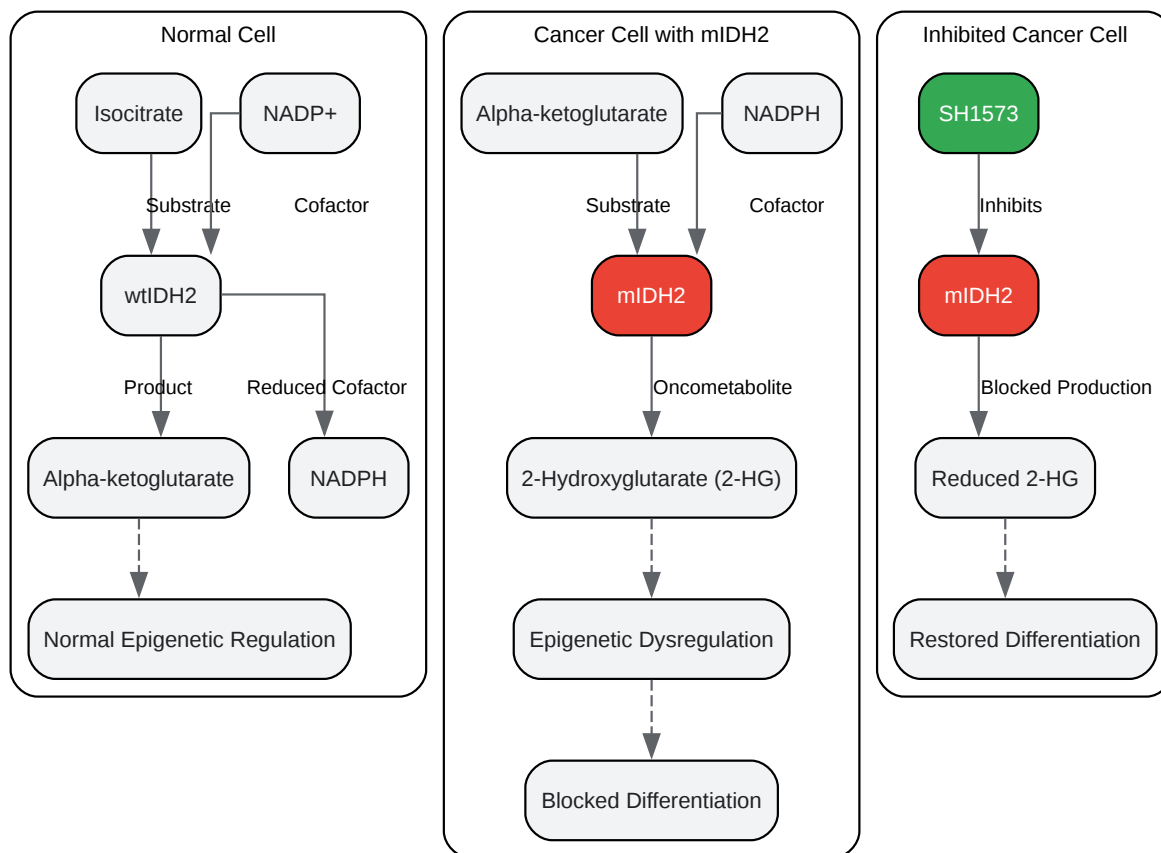 Normal Cell
Isocitrate
NADP+
Substrate
Cofactor
wtIDH2
Product
Reduced Cofactor
Alpha-ketoglutarate
NADPH
Normal Epigenetic Regulation
Cancer Cell with mIDH2
Alpha-ketoglutarate
NADPH
Substrate
Cofactor
mIDH2
Oncometabolite
2-Hydroxyglutarate (2-HG)
Epigenetic Dysregulation
Blocked Differentiation
Inhibited Cancer Cell
SH1573
Inhibits
mIDH2
Blocked Production
Reduced 2-HG
Restored Differentiation